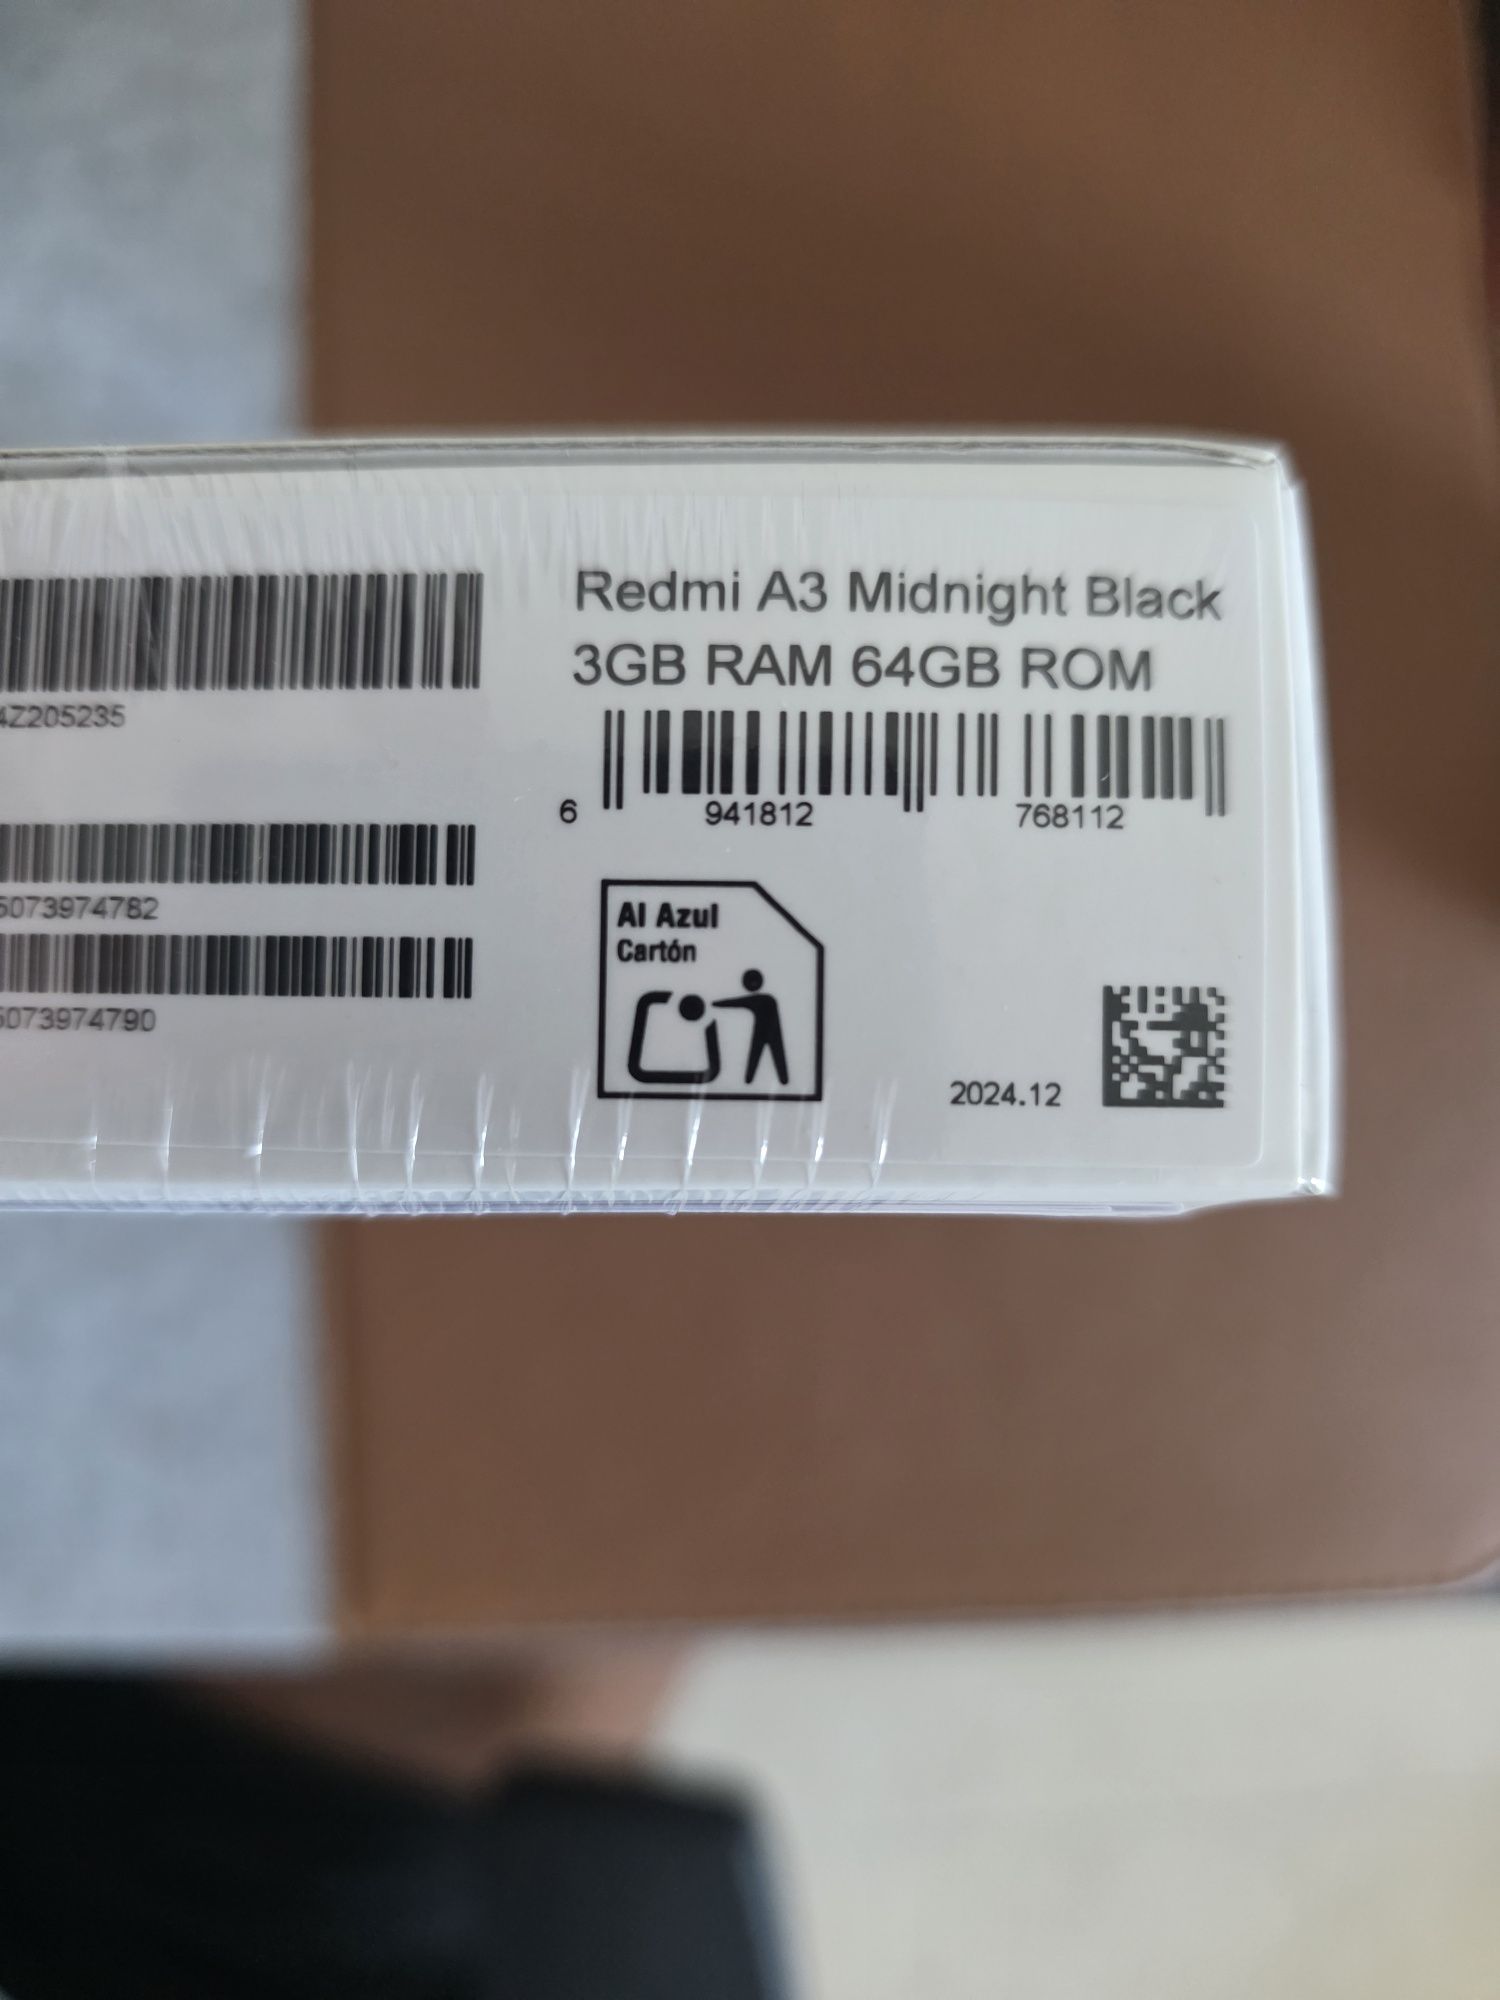 Redmi A3 Midnight Black
3GB RAM 64GB ROM
4Z205235
6 941812 768112
5073974782
5073974790
Al Azul
Cartón
2024.12